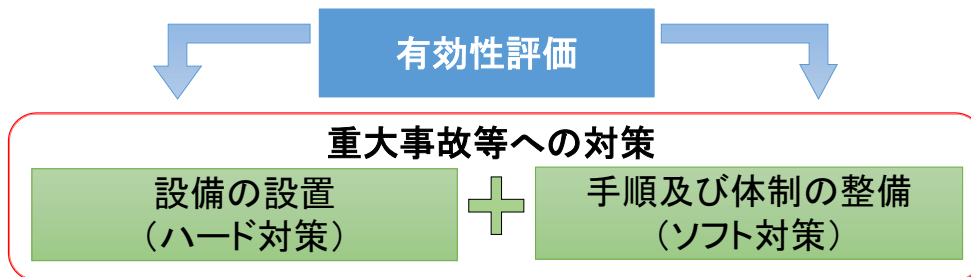 有効性評価
重大事故等への対策
設備の設置
（ハード対策）
手順及び体制の整備
（ソフト対策）